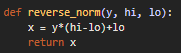 def reverse_norm(y, hi, lo):
    x = y*(hi-lo)+lo
    return x